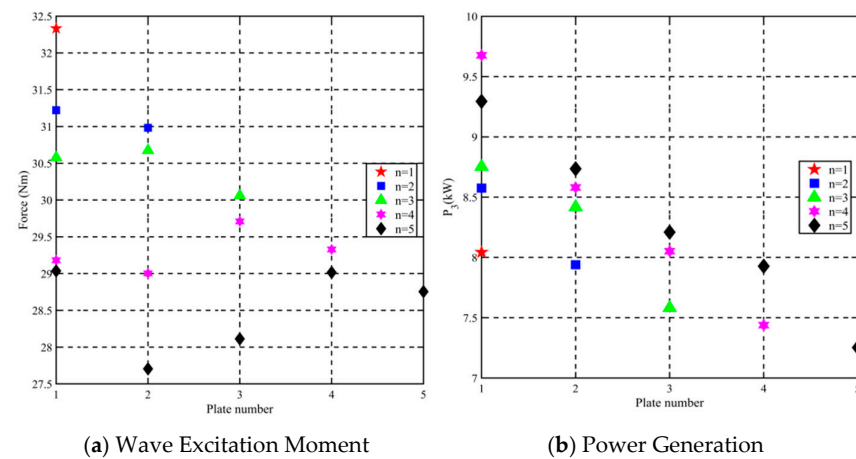 32.5
32
31.5
31
30.5
30
29.5
29
28.5
28
27.5
Force (Nm)
1 2 3 4 5
Plate number
n=1
n=2
n=3
n=4
n=5
(a) Wave Excitation Moment
10
9.5
9
8.5
8
7.5
7
P3(kW)
1 2 3 4 5
Plate number
n=1
n=2
n=3
n=4
n=5
(b) Power Generation